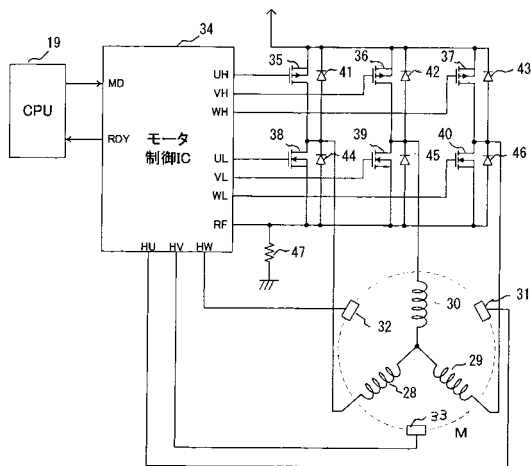 19
34
35
36
37
CPU
MD
RDY
モータ
制御IC
UH
VH
WH
UL
VL
WL
RF
HU
HV
HW
41
42
43
38
39
40
44
45
46
47
32
30
31
28
29
33
M